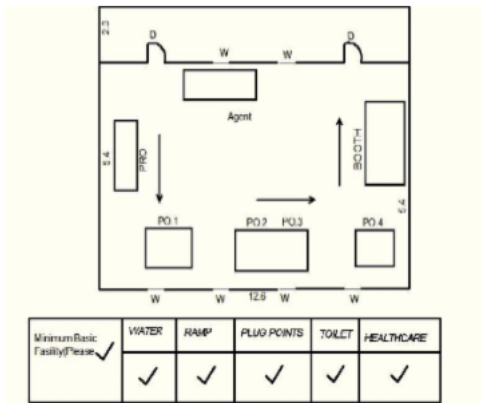 2.3
D
W
W
D
Agent
5.4
PRO
BOOTH
5.4
PO.1
PO.2
PO.3
PO.4
W
W
12.6
W
W
Minimum Basic
Fasility(Please
WATER
RAMP
PLUG POINTS
TOILET
HEALTHCARE